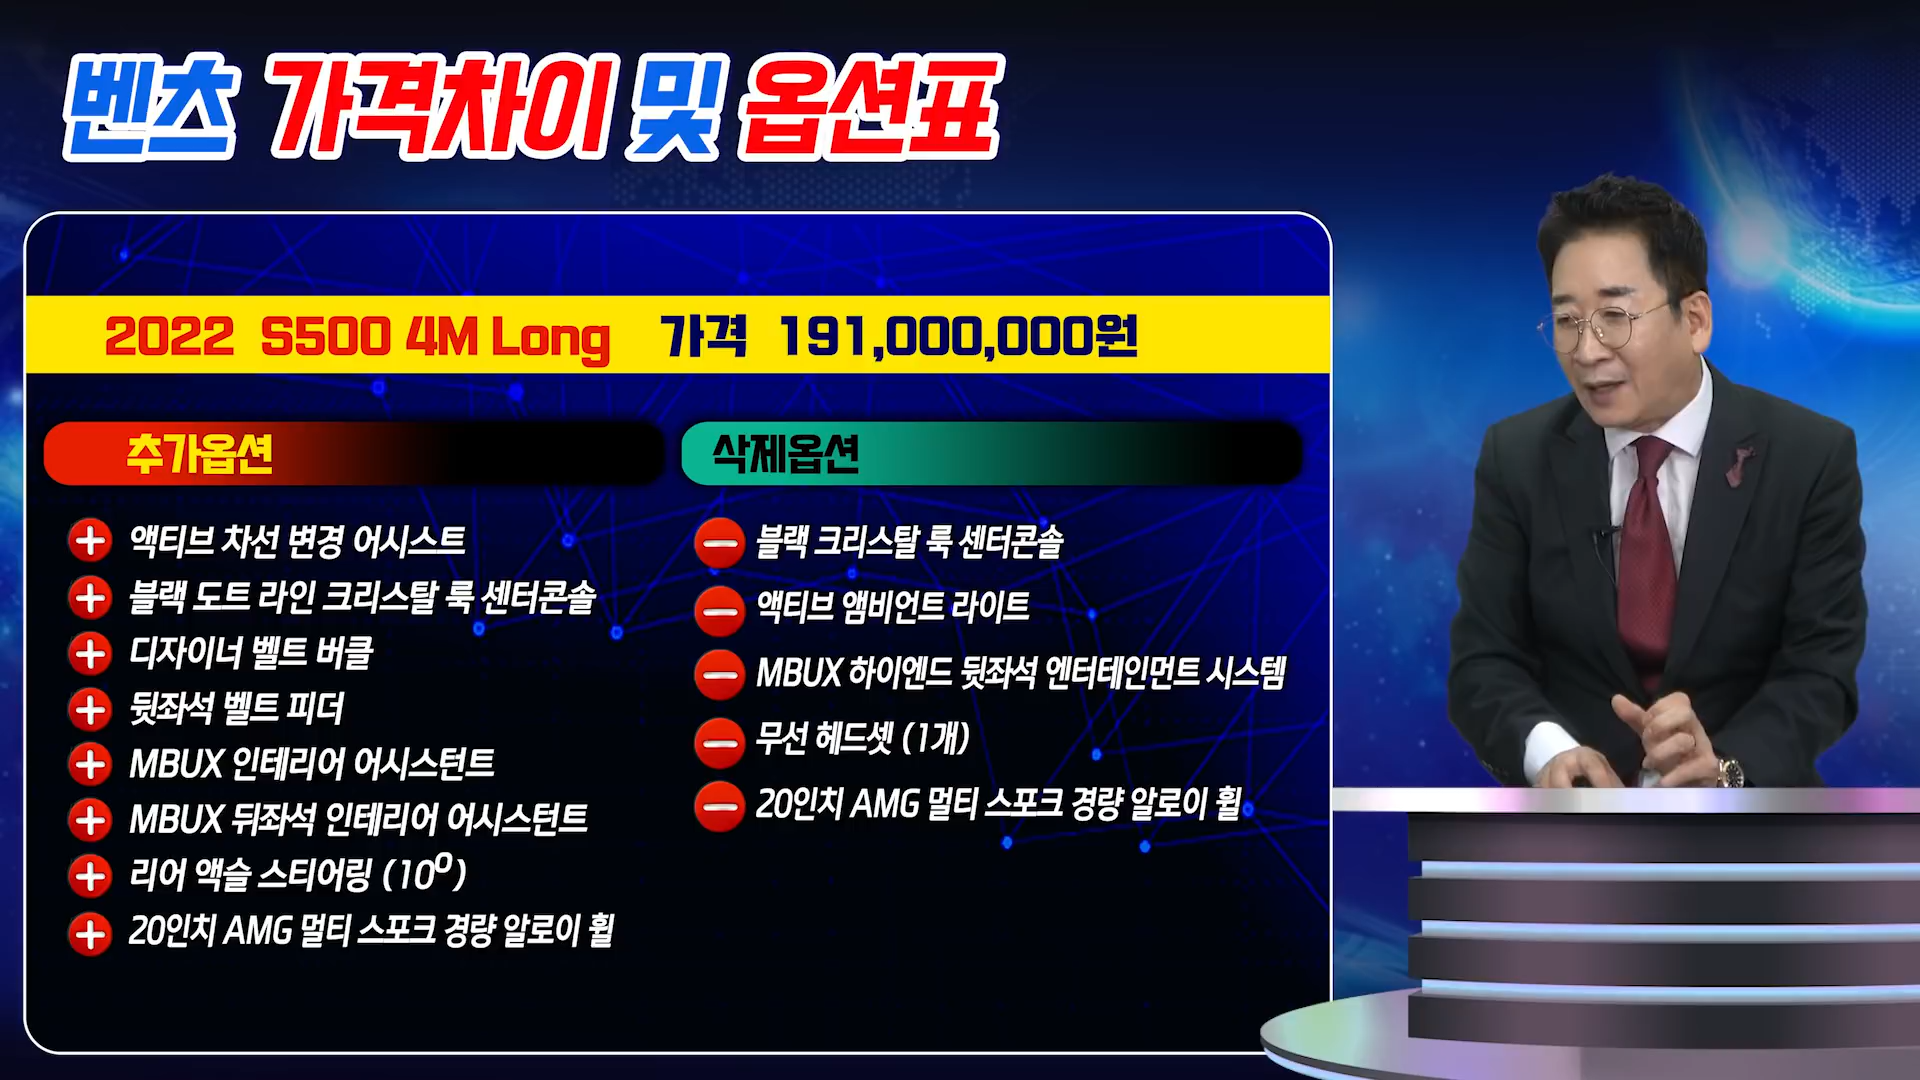 벤츠 가격차이 및 옵션표
2022 S500 4M Long 가격 191,000,000원
추가옵션
액티브 차선 변경 어시스트
블랙 도트 라인 크리스탈 룩 센터콘솔
디자이너 벨트 버클
뒷좌석 벨트 피더
MBUX 인테리어 어시스턴트
MBUX 뒤좌석 인테리어 어시스턴트
리어 액슬 스티어링 (10⁰)
20인치 AMG 멀티 스포크 경량 알로이 휠
삭제옵션
블랙 크리스탈 룩 센터콘솔
액티브 앰비언트 라이트
MBUX 하이엔드 뒷좌석 엔터테인먼트 시스템
무선 헤드셋 (1개)
20인치 AMG 멀티 스포크 경량 알로이 휠